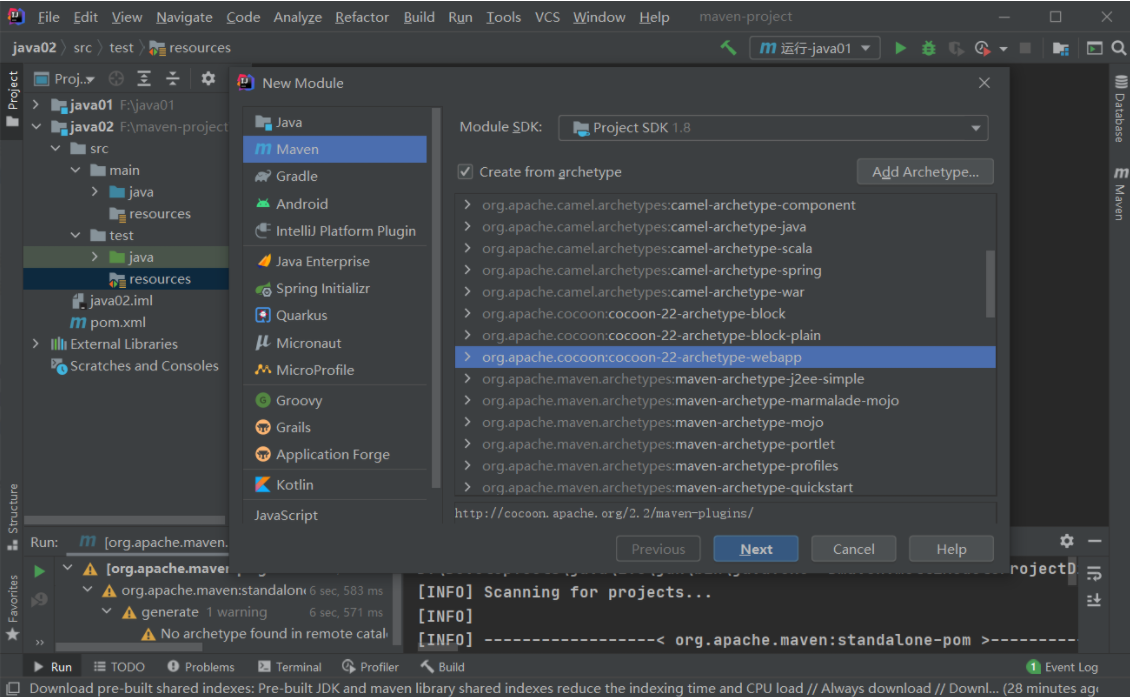 File Edit View Navigate Code Analyze Refactor Build Run Tools VCS Window Help maven-project
java02 src test resources
运行-java01
Project
Proj..
java01 F:\java01
java02 F:\maven-project
src
main
java
resources
test
java
resources
java02.iml
pom.xml
External Libraries
Scratches and Consoles
New Module
Java
Maven
Gradle
Android
IntelliJ Platform Plugin
Java Enterprise
Spring Initializr
Quarkus
Micronaut
MicroProfile
Groovy
Grails
Application Forge
Kotlin
JavaScript
Module SDK: Project SDK 1.8
Create from archetype
Add Archetype...
org.apache.camel.archetypes:camel-archetype-component
org.apache.camel.archetypes:camel-archetype-java
org.apache.camel.archetypes:camel-archetype-scala
org.apache.camel.archetypes:camel-archetype-spring
org.apache.camel.archetypes:camel-archetype-war
org.apache.cocoon:cocoon-22-archetype-block
org.apache.cocoon:cocoon-22-archetype-block-plain
org.apache.cocoon:cocoon-22-archetype-webapp
org.apache.maven.archetypes:maven-archetype-j2ee-simple
org.apache.maven.archetypes:maven-archetype-marmalade-mojo
org.apache.maven.archetypes:maven-archetype-mojo
org.apache.maven.archetypes:maven-archetype-portlet
org.apache.maven.archetypes:maven-archetype-profiles
org.apache.maven.archetypes:maven-archetype-quickstart
http://cocoon.apache.org/2.2/maven-plugins/
Previous Next Cancel Help
Database
Maven
Structure
Favorites
Run: [org.apache.maven.
[org.apache.maven
org.apache.maven:standalone 6 sec, 583 ms
generate 1 warning 6 sec, 571 ms
No archetype found in remote catal
rojectD
[INFO] Scanning for projects...
[INFO]
[INFO] ------------------< org.apache.maven:standalone-pom >----------
Run TODO Problems Terminal Profiler Build
1 Event Log
Download pre-built shared indexes: Pre-built JDK and maven library shared indexes reduce the indexing time and CPU load // Always download // Downl... (28 minutes ago